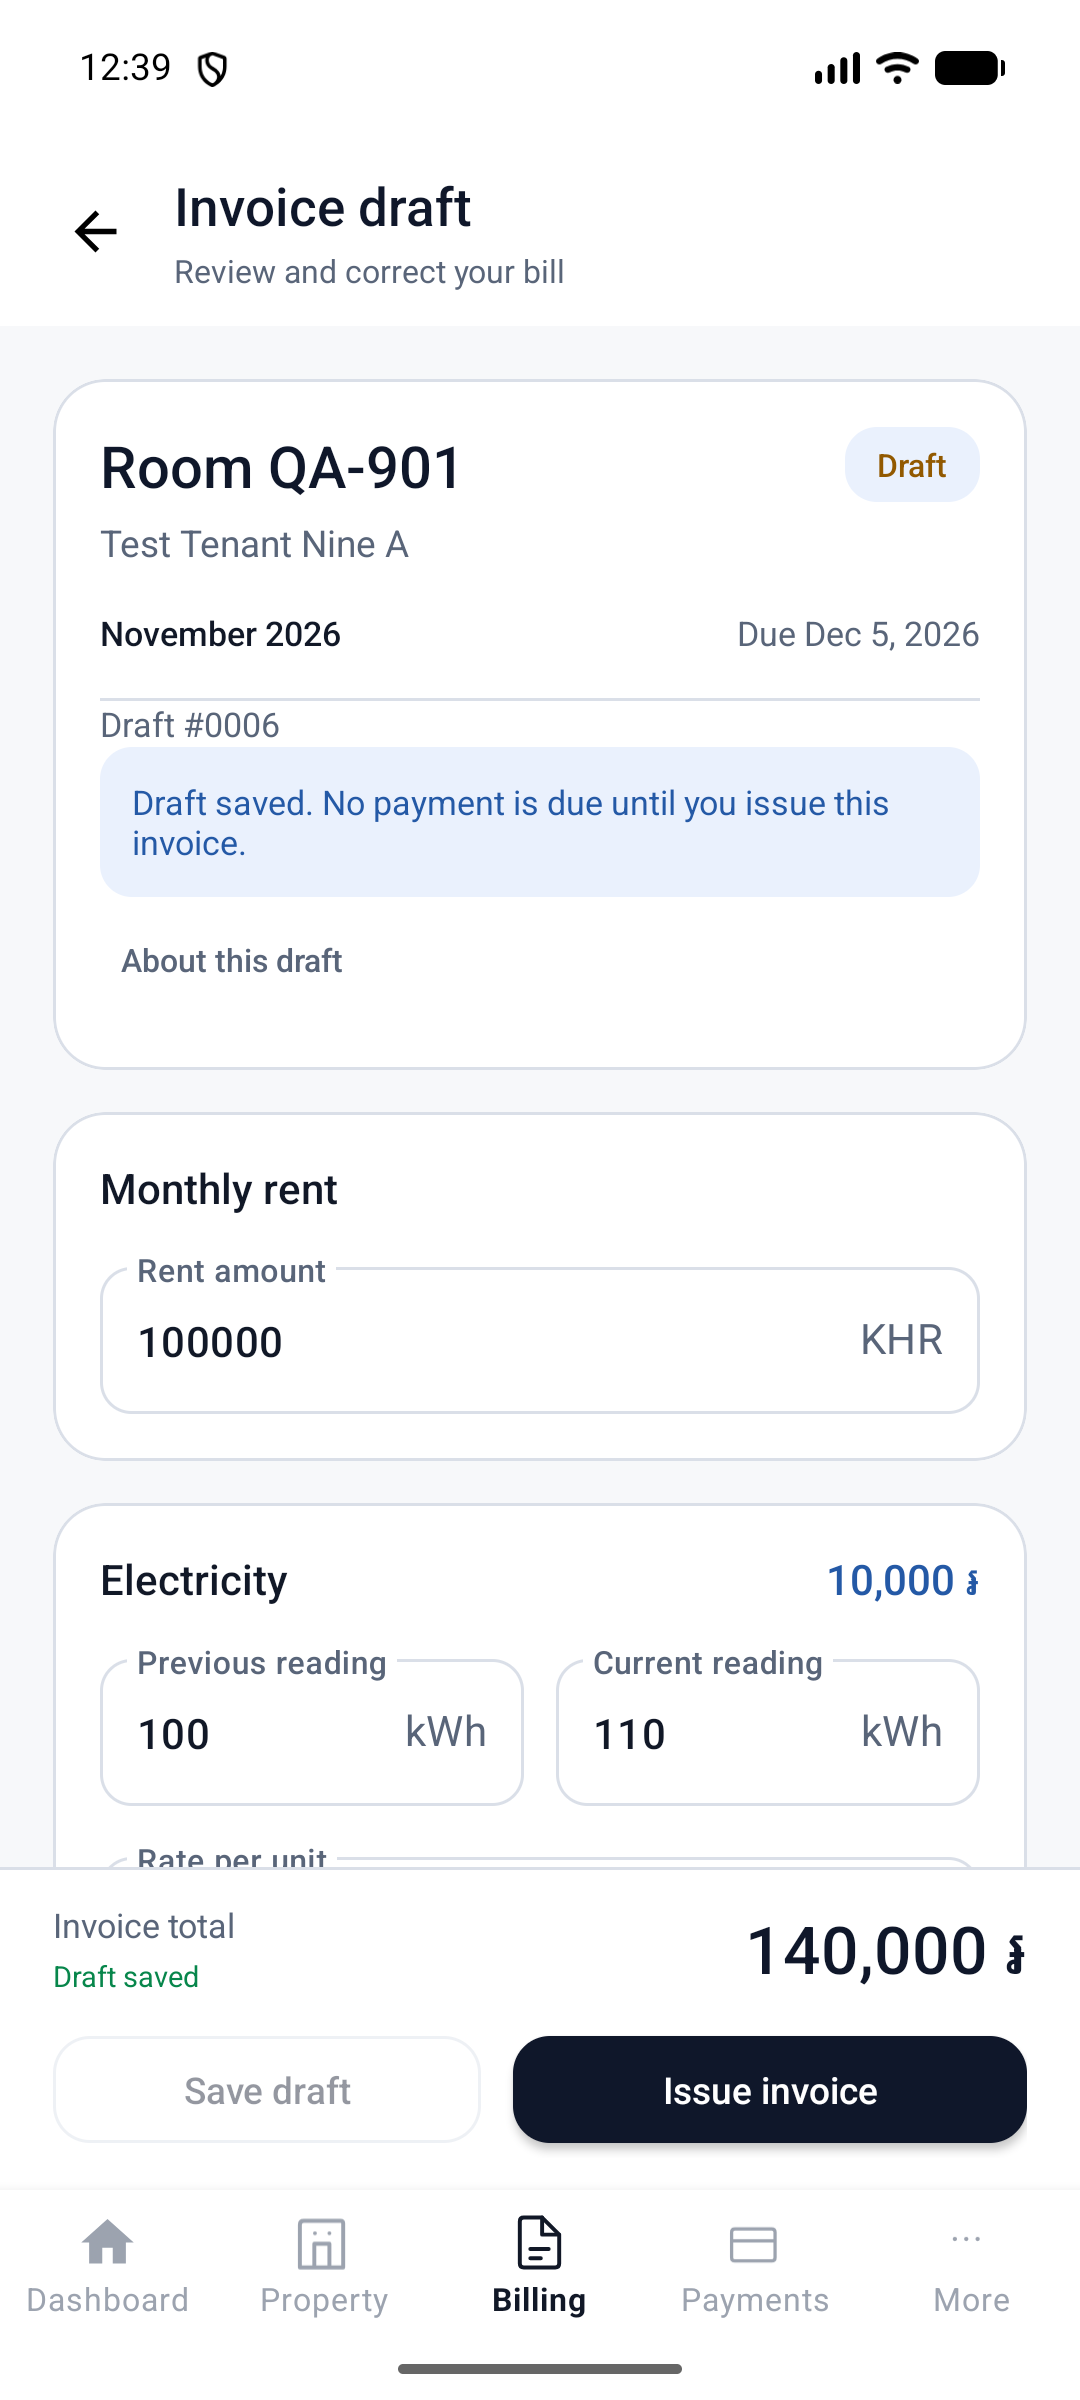 12:39
Invoice draft
Review and correct your bill
Room QA-901
Draft
Test Tenant Nine A
November 2026
Due Dec 5, 2026
Draft #0006
Draft saved. No payment is due until you issue this
invoice.
About this draft
Monthly rent
Rent amount
100000 KHR
Electricity
10,000 ៛
Previous reading
Current reading
100 kWh
110 kWh
Rate per unit
Invoice total
140,000 ៛
Draft saved
Save draft
Issue invoice
Dashboard
Property
Billing
Payments
More